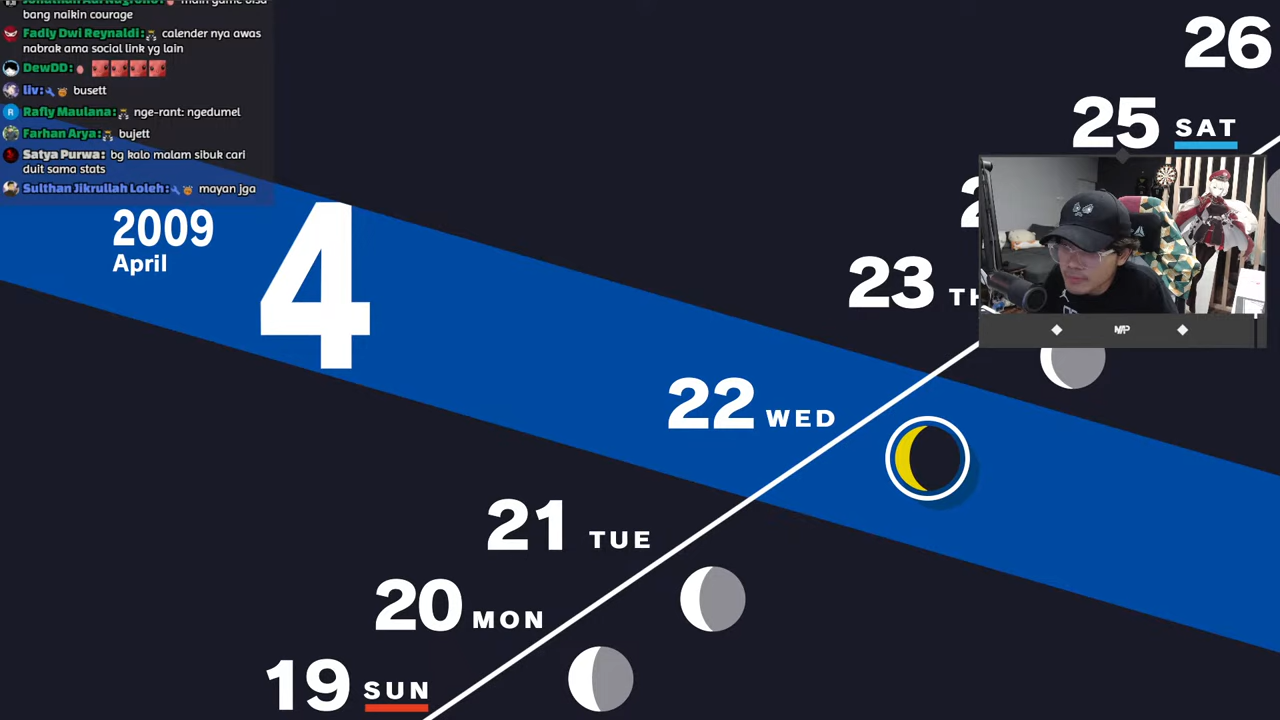 bang naikin courage
Fadly Dwi Reynaldi: calender nya awas
nabrak ama social link yg lain
DewDD:
liv: busett
Rafly Maulana: nge-rant: ngedumel
Farhan Arya: bujett
Satya Purwa: bg kalo malam sibuk cari
duit sama stats
Sulthan Jikrullah Loleh: mayan jga
2009
April
4
26
25 SAT
23
22 WED
21 TUE
20 MON
19 SUN